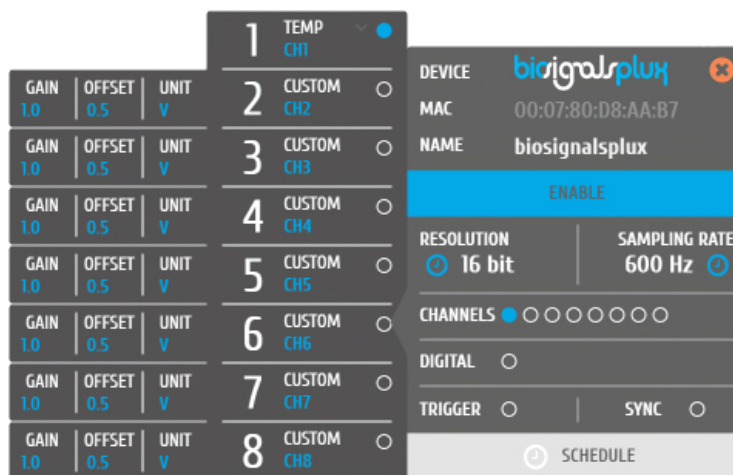 1 TEMP
CH1
GAIN OFFSET UNIT 2 CUSTOM
1.0 0.5 V CH2
GAIN OFFSET UNIT 3 CUSTOM
1.0 0.5 V CH3
GAIN OFFSET UNIT 4 CUSTOM
1.0 0.5 V CH4
GAIN OFFSET UNIT 5 CUSTOM
1.0 0.5 V CH5
GAIN OFFSET UNIT 6 CUSTOM
1.0 0.5 V CH6
GAIN OFFSET UNIT 7 CUSTOM
1.0 0.5 V CH7
GAIN OFFSET UNIT 8 CUSTOM
1.0 0.5 V CH8
DEVICE biosignalsplux
MAC 00:07:80:D8:AA:B7
NAME biosignalsplux
ENABLE
RESOLUTION SAMPLING RATE
16 bit 600 Hz
CHANNELS
DIGITAL
TRIGGER SYNC
SCHEDULE